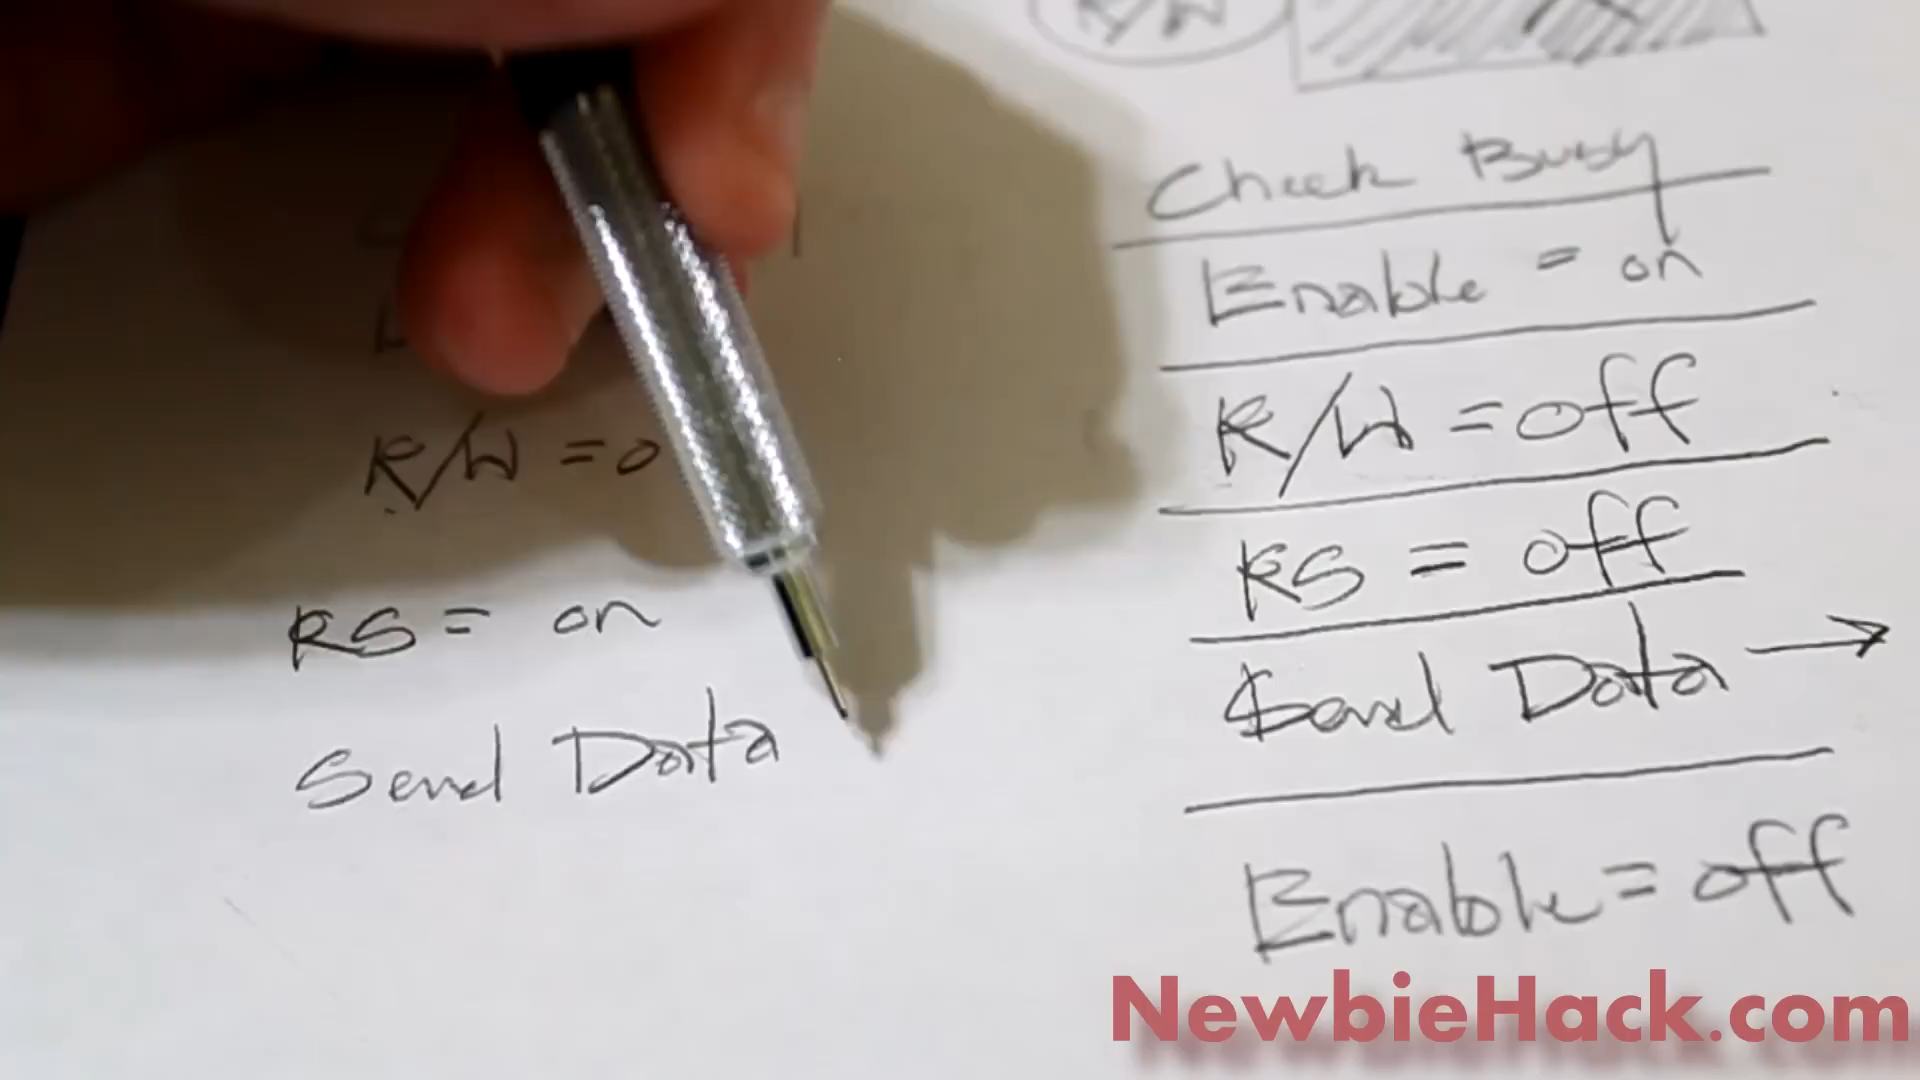 R/W
Check Busy
Enable = on
R/W = off
RS = off
Send Data →
Enable = off
R/W = o
RS = on
Send Data
NewbieHack.com